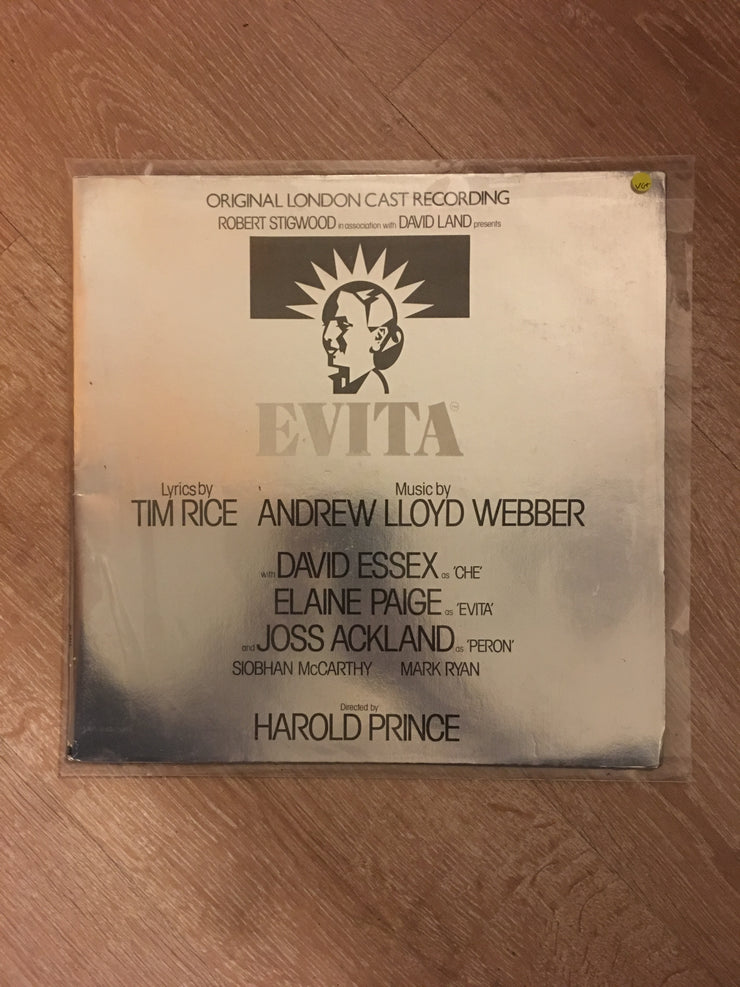 ORIGINAL LONDON CAST RECORDING
VG+
ROBERT STIGWOOD in association with DAVID LAND presents
EVITA™
Lyrics by Music by
TIM RICE ANDREW LLOYD WEBBER
with DAVID ESSEX as 'CHE'
ELAINE PAIGE as 'EVITA'
and JOSS ACKLAND as 'PERON'
SIOBHAN McCARTHY MARK RYAN
Directed by
HAROLD PRINCE